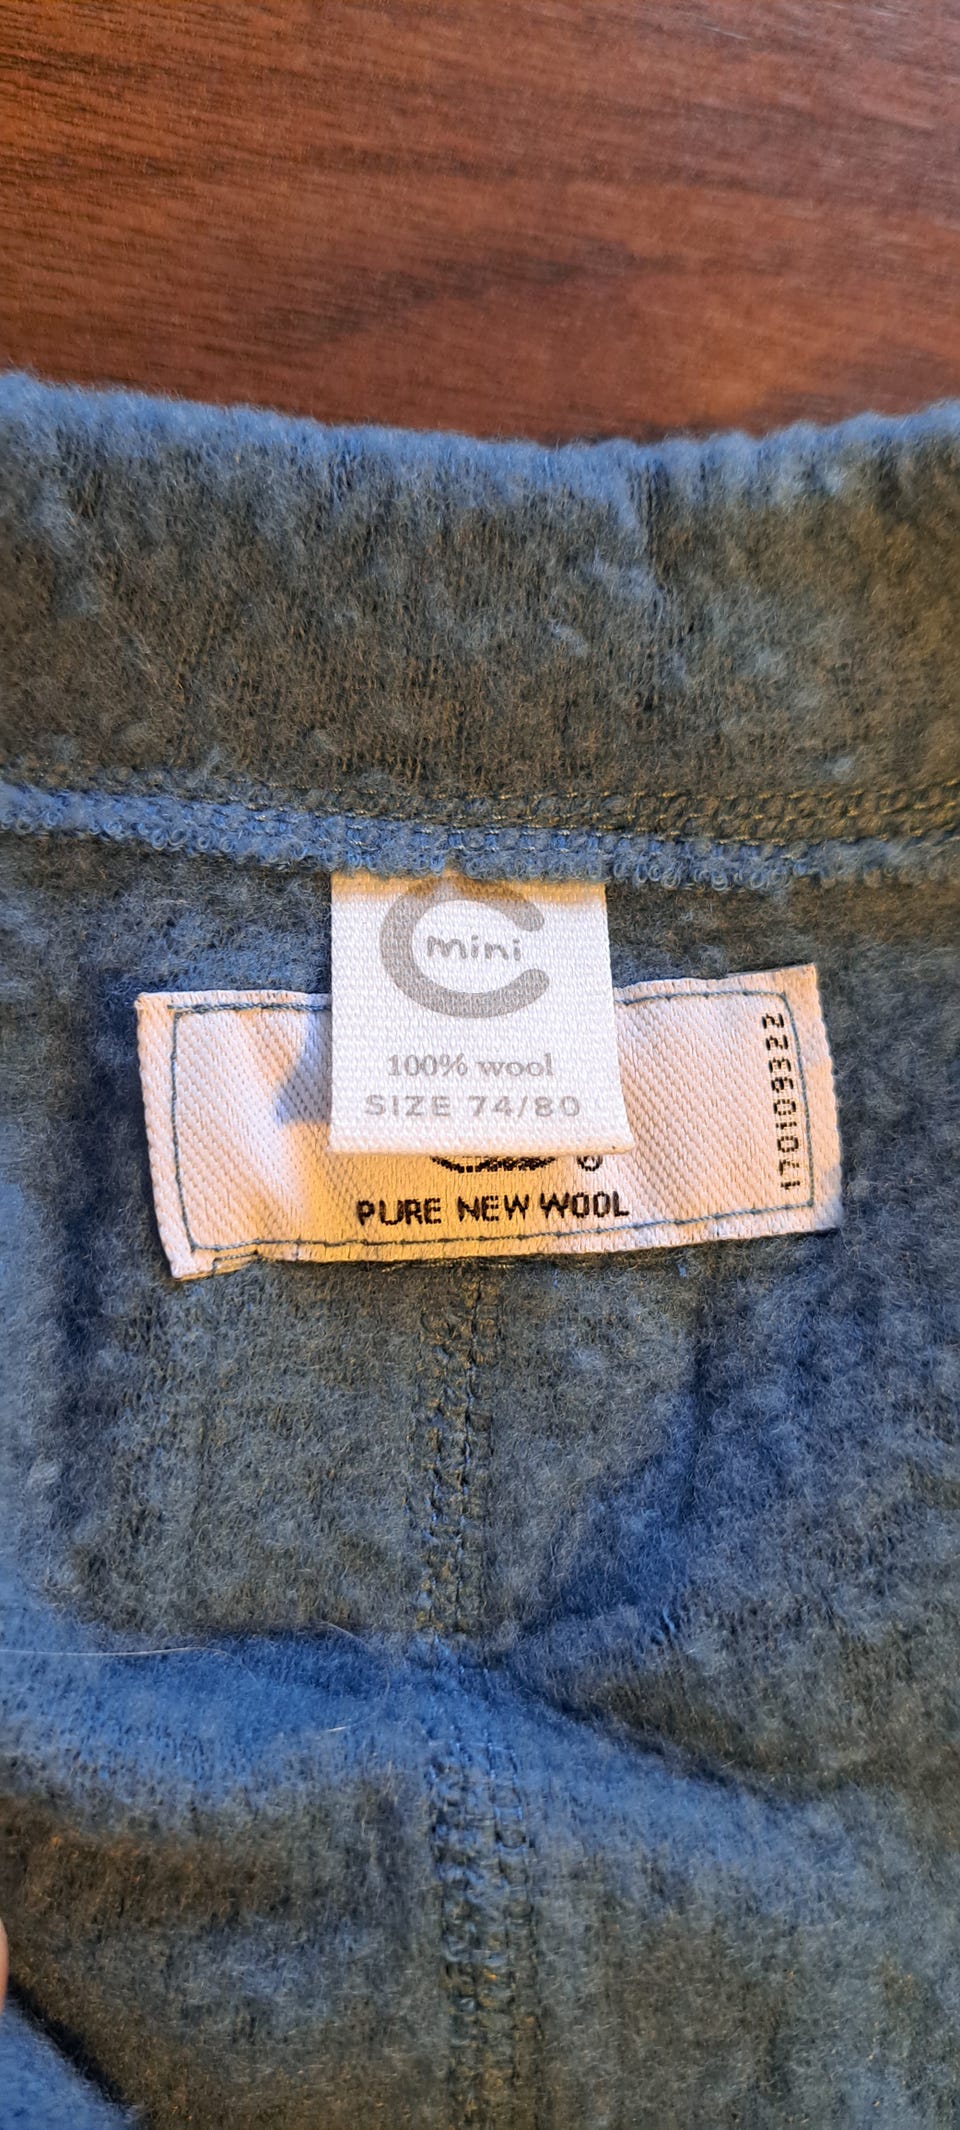 mini
100% wool
SIZE 74/80
®
PURE NEW WOOL
170109322